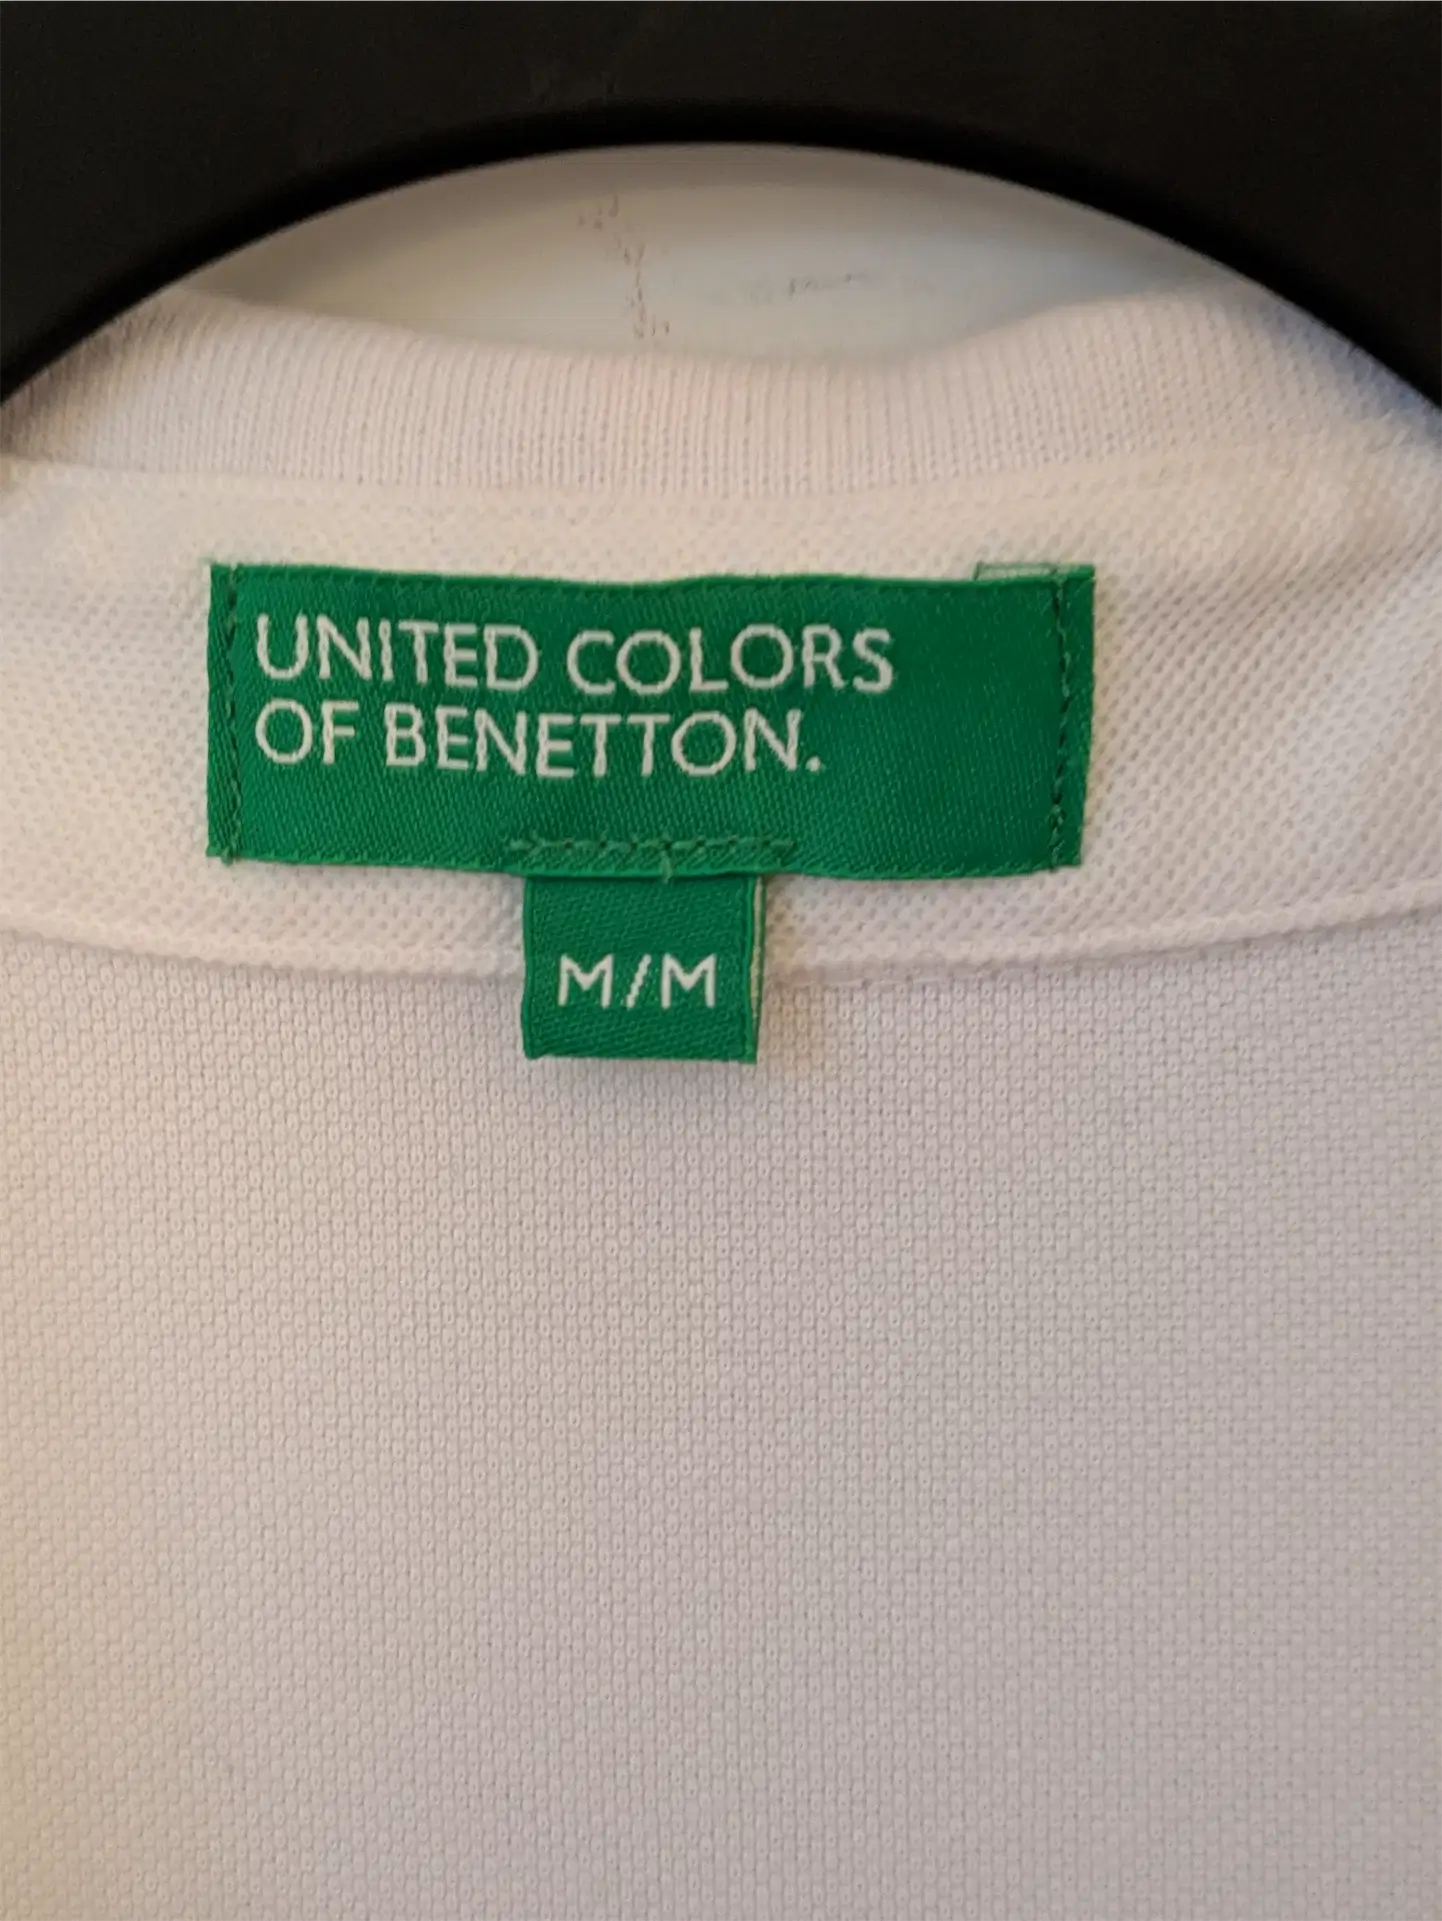 UNITED COLORS
OF BENETTON.
M/M